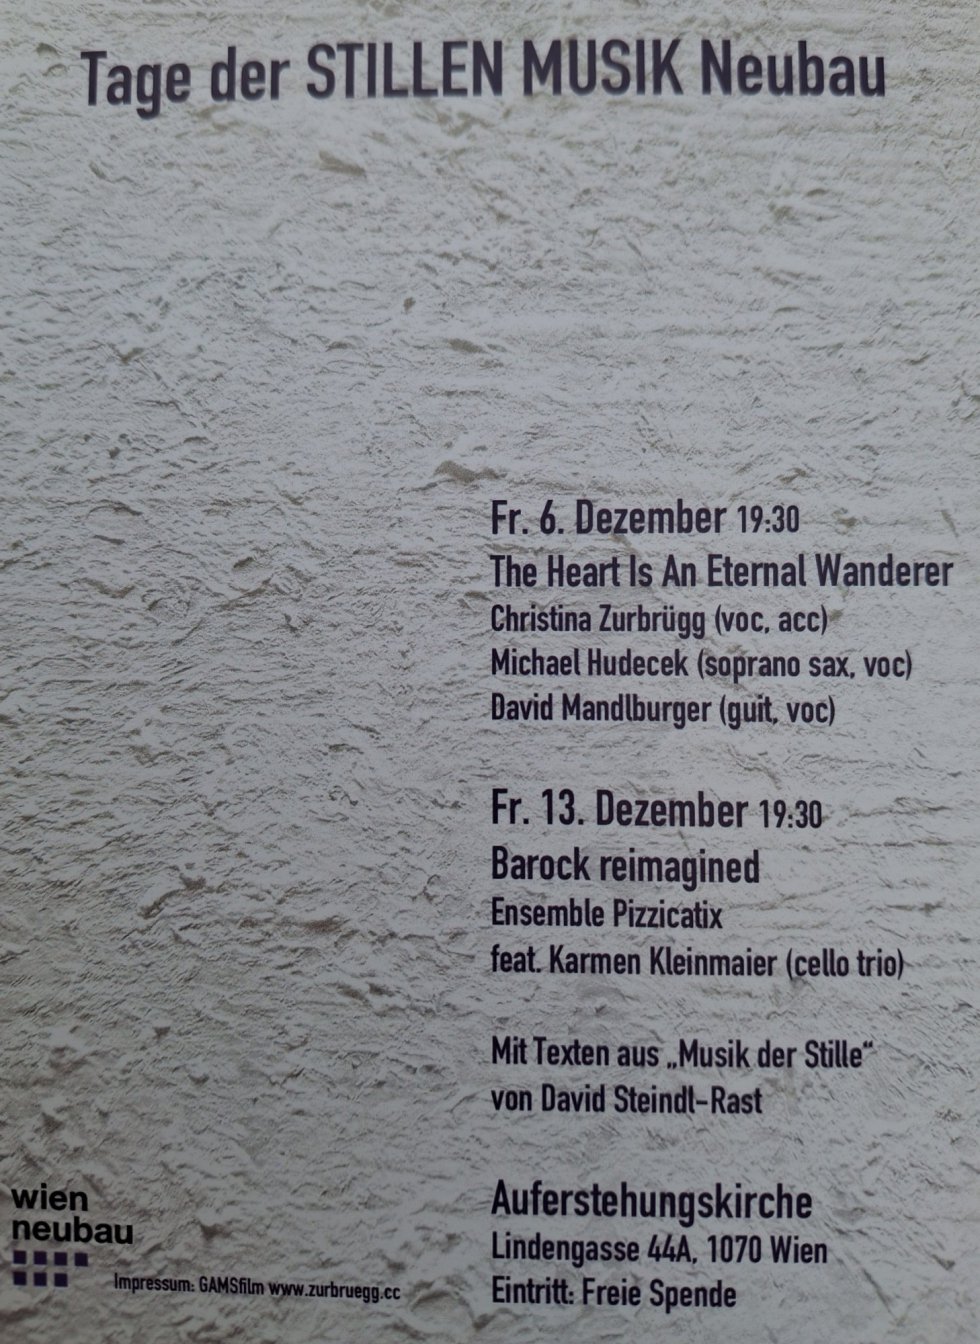 Tage der STILLEN MUSIK Neubau
Fr. 6. Dezember 19:30
The Heart Is An Eternal Wanderer
Christina Zurbrügg (voc, acc)
Michael Hudecek (soprano sax, voc)
David Mandlburger (guit, voc)
Fr. 13. Dezember 19:30
Barock reimagined
Ensemble Pizzicatix
feat. Karmen Kleinmaier (cello trio)
Mit Texten aus „Musik der Stille“
von David Steindl-Rast
Auferstehungskirche
Lindengasse 44A, 1070 Wien
Eintritt: Freie Spende
wien
neubau
Impressum: GAMSfilm www.zurbruegg.cc